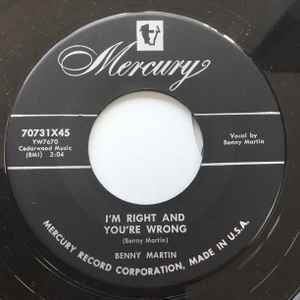 Mercury
70731X45
YW7670
Cedarwood Music
(BMI) 2:04
Vocal by
Benny Martin
I'M RIGHT AND
YOU'RE WRONG
(Benny Martin)
BENNY MARTIN
MERCURY RECORD CORPORATION, MADE IN U.S.A.